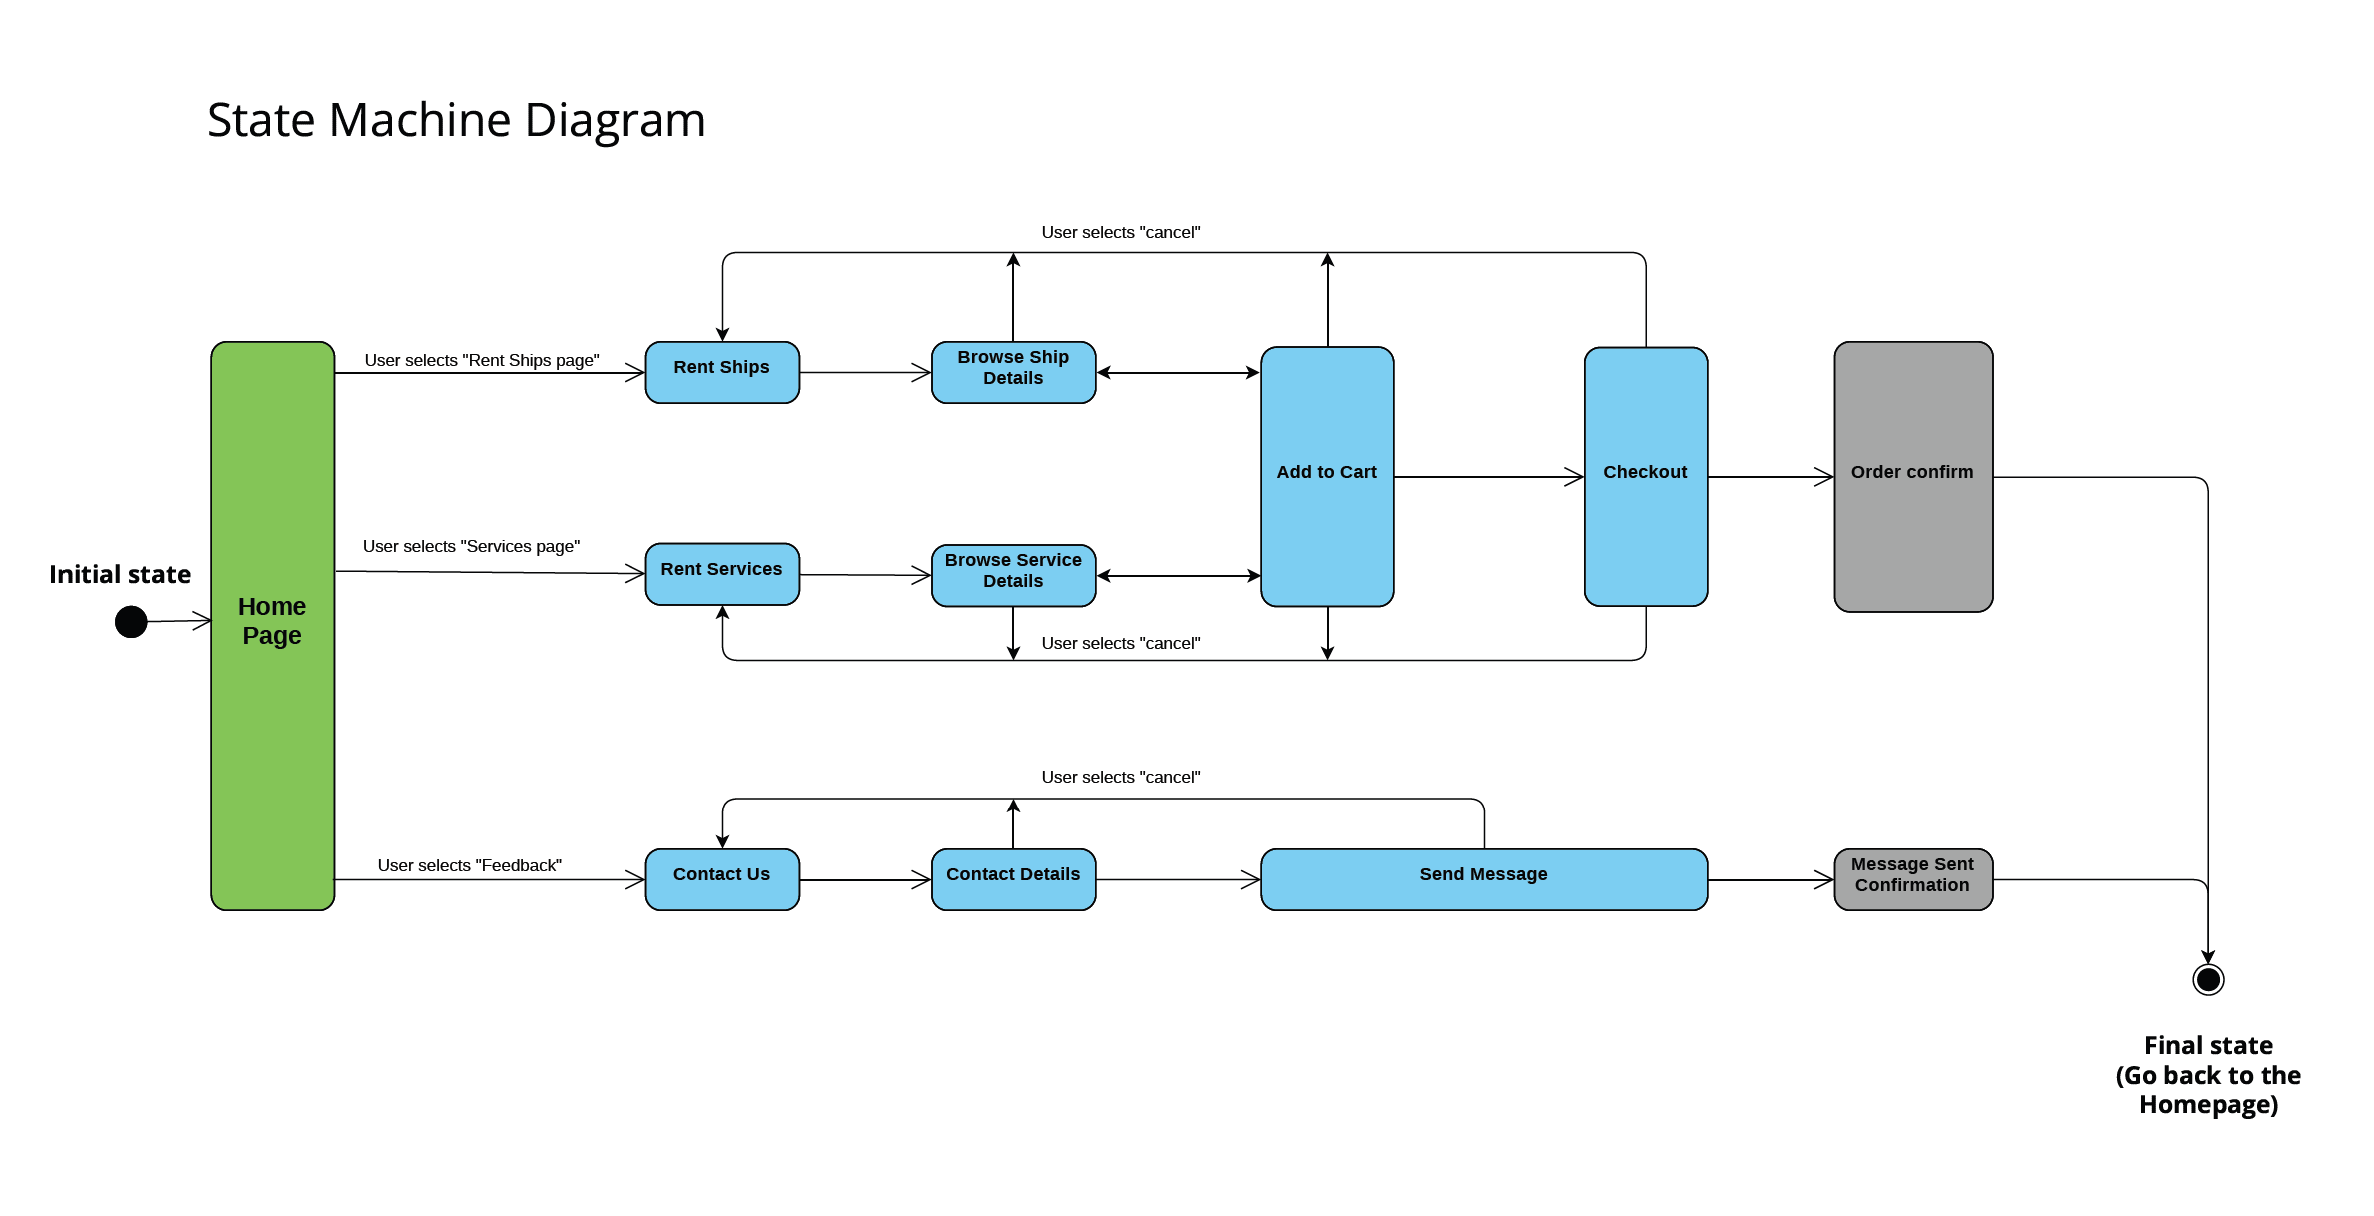 State Machine Diagram
User selects "cancel"
User selects "Rent Ships page"
Rent Ships
Browse Ship
Details
Add to Cart
Checkout
Order confirm
User selects "Services page"
Rent Services
Browse Service
Details
Initial state
Home
Page
User selects "cancel"
User selects "cancel"
User selects "Feedback"
Contact Us
Contact Details
Send Message
Message Sent
Confirmation
Final state
(Go back to the
Homepage)